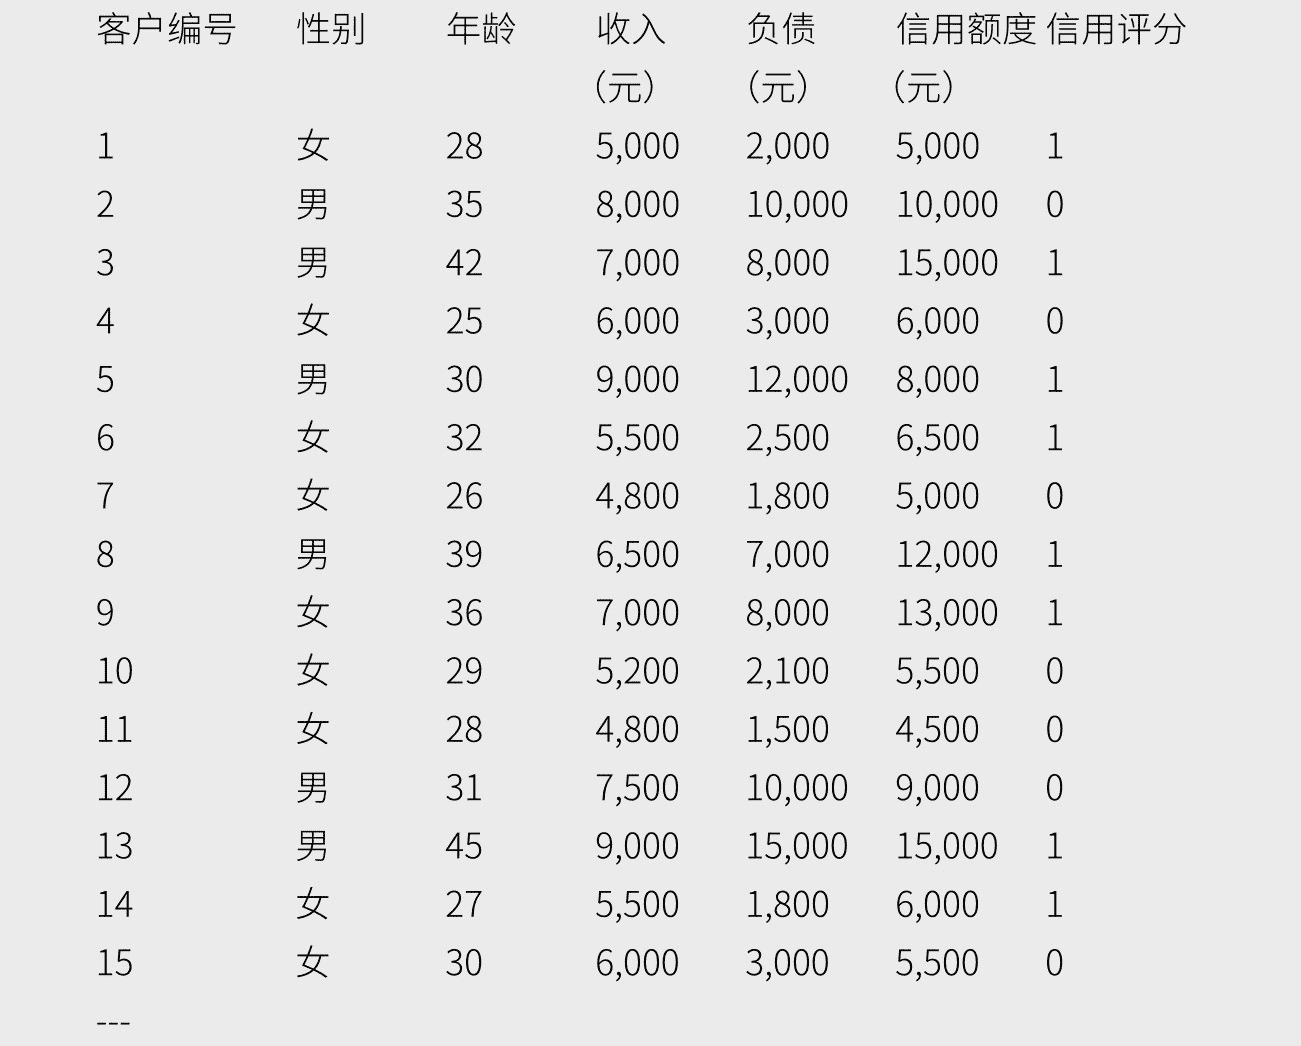 客户编号 性别 年龄 收入 负债 信用额度 信用评分
(元) (元) (元)
1 女 28 5,000 2,000 5,000 1
2 男 35 8,000 10,000 10,000 0
3 男 42 7,000 8,000 15,000 1
4 女 25 6,000 3,000 6,000 0
5 男 30 9,000 12,000 8,000 1
6 女 32 5,500 2,500 6,500 1
7 女 26 4,800 1,800 5,000 0
8 男 39 6,500 7,000 12,000 1
9 女 36 7,000 8,000 13,000 1
10 女 29 5,200 2,100 5,500 0
11 女 28 4,800 1,500 4,500 0
12 男 31 7,500 10,000 9,000 0
13 男 45 9,000 15,000 15,000 1
14 女 27 5,500 1,800 6,000 1
15 女 30 6,000 3,000 5,500 0
---